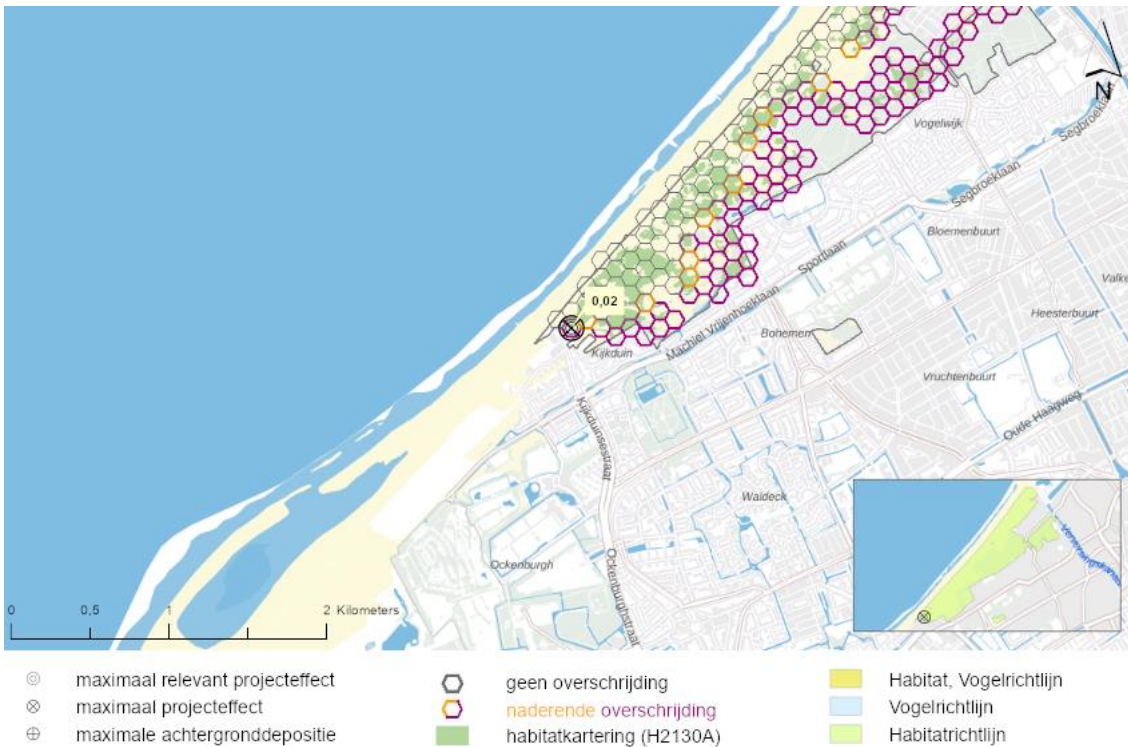 N
Vogelwijk
Segbroeklaan
Segbroeklaan
Bloemenbuurt
Sportlaan
Valke
Heesterbuurt
0,02
Machiel Vrijenhoeklaan
Bohemen
Kijkduin
Vruchtenbuurt
Oude Haagweg
Kijkduinsestraat
Waldeck
Ockenburgh
Ockenburghstraat
Verversingskanaal
0 0,5 1 2 Kilometers
maximaal relevant projecteffect
maximaal projecteffect
maximale achtergronddepositie
geen overschrijding
naderende overschrijding
habitatkartering (H2130A)
Habitat, Vogelrichtlijn
Vogelrichtlijn
Habitatrichtlijn